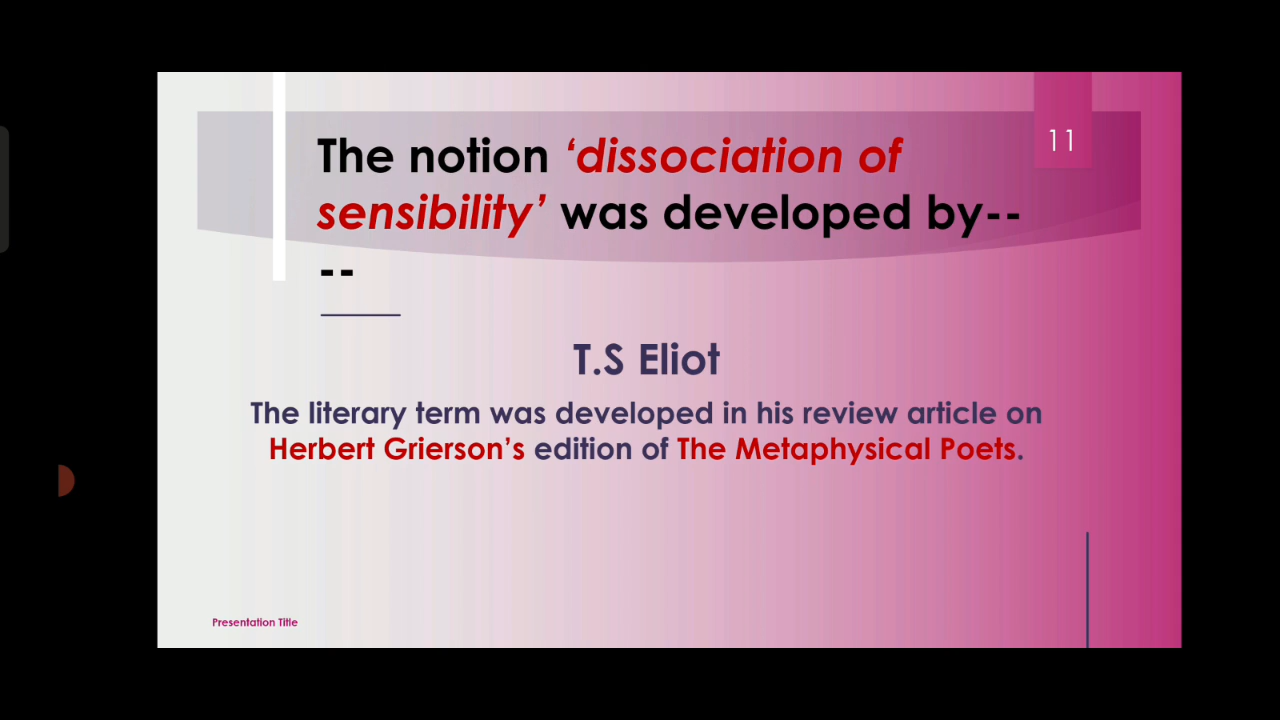 11
The notion ‘dissociation of
sensibility’ was developed by--
--
T.S Eliot
The literary term was developed in his review article on
Herbert Grierson’s edition of The Metaphysical Poets.
Presentation Title